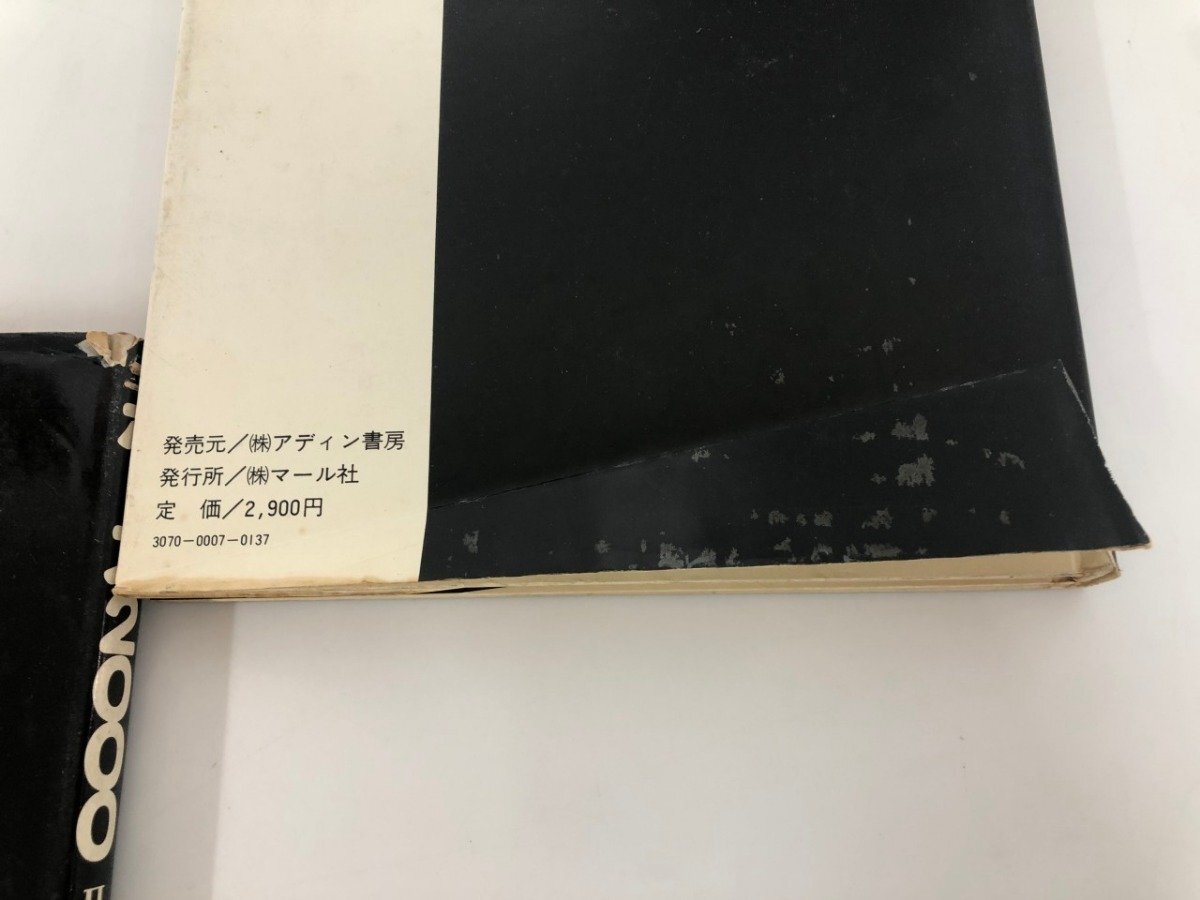 発売元/㈱アディン書房
発行所/㈱マール社
定　価/2,900円
3070-0007-0137
2000
II